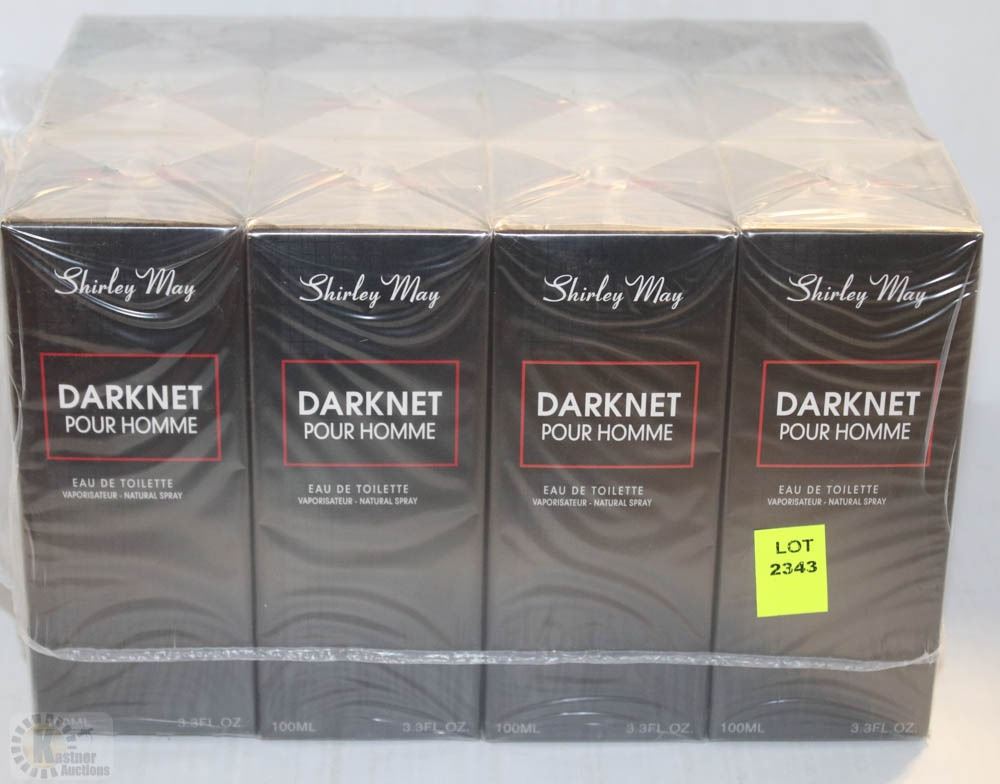 Shirley May
DARKNET
POUR HOMME
EAU DE TOILETTE
VAPORISATEUR - NATURAL SPRAY
3.3FL.OZ.
Shirley May
DARKNET
POUR HOMME
EAU DE TOILETTE
VAPORISATEUR - NATURAL SPRAY
100ML 3.3FL.OZ.
Shirley May
DARKNET
POUR HOMME
EAU DE TOILETTE
VAPORISATEUR - NATURAL SPRAY
100ML 3.3FL.OZ.
Shirley May
DARKNET
POUR HOMME
EAU DE TOILETTE
VAPORISATEUR - NATURAL SPRAY
LOT
2343
100ML 3.3FL.OZ.
Kastner
Auctions